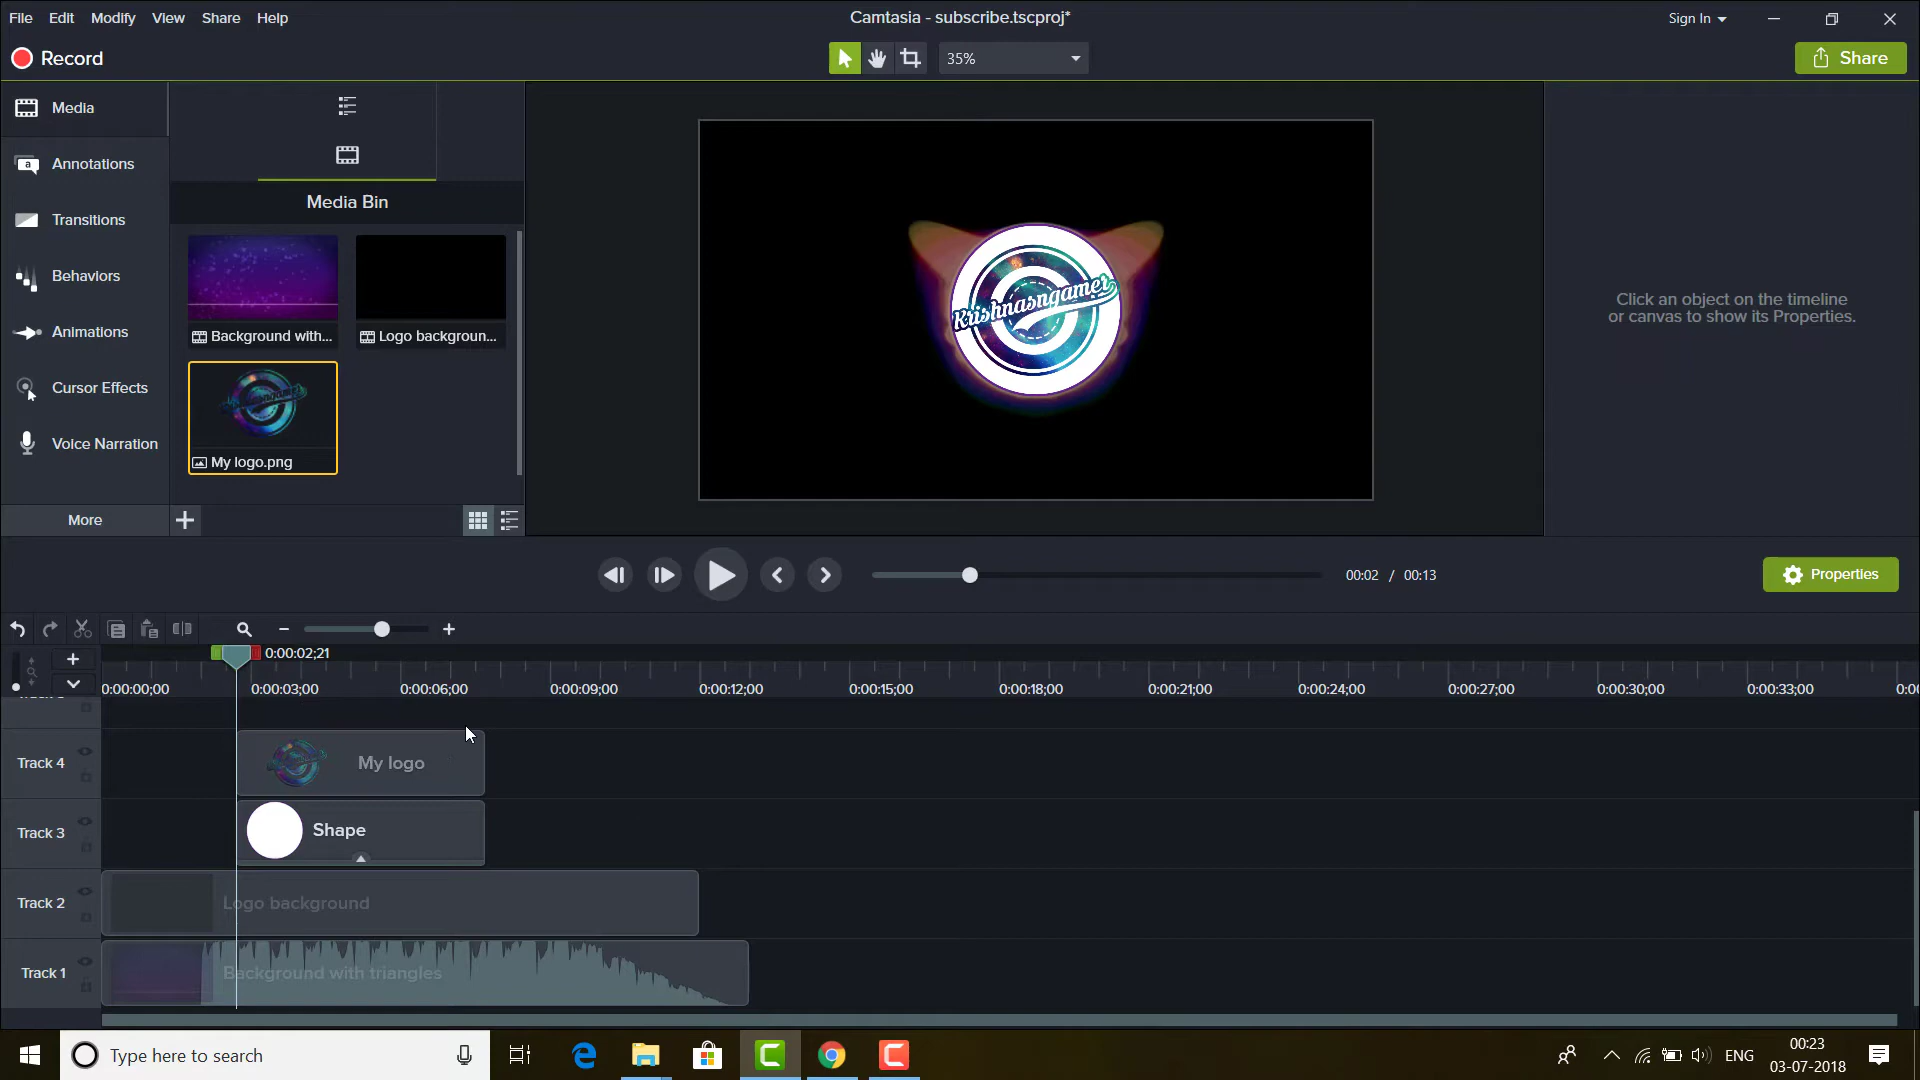 File Edit Modify View Share Help
Camtasia - subscribe.tscproj*
Sign In
Record
35%
Share
Media
Annotations
Transitions
Behaviors
Animations
Cursor Effects
Voice Narration
More
Media Bin
Background with...
Logo backgroun...
My logo.png
Krishnasngamer
Click an object on the timeline
or canvas to show its Properties.
00:02 / 00:13
Properties
0:00:02;21
0:00:00;00 0:00:03;00 0:00:06;00 0:00:09;00 0:00:12;00 0:00:15;00 0:00:18;00 0:00:21;00 0:00:24;00 0:00:27;00 0:00:30;00 0:00:33;00 0:00
Track 4
My logo
Track 3
Shape
Track 2
Logo background
Track 1
Background with triangles
Type here to search
ENG
00:23
03-07-2018